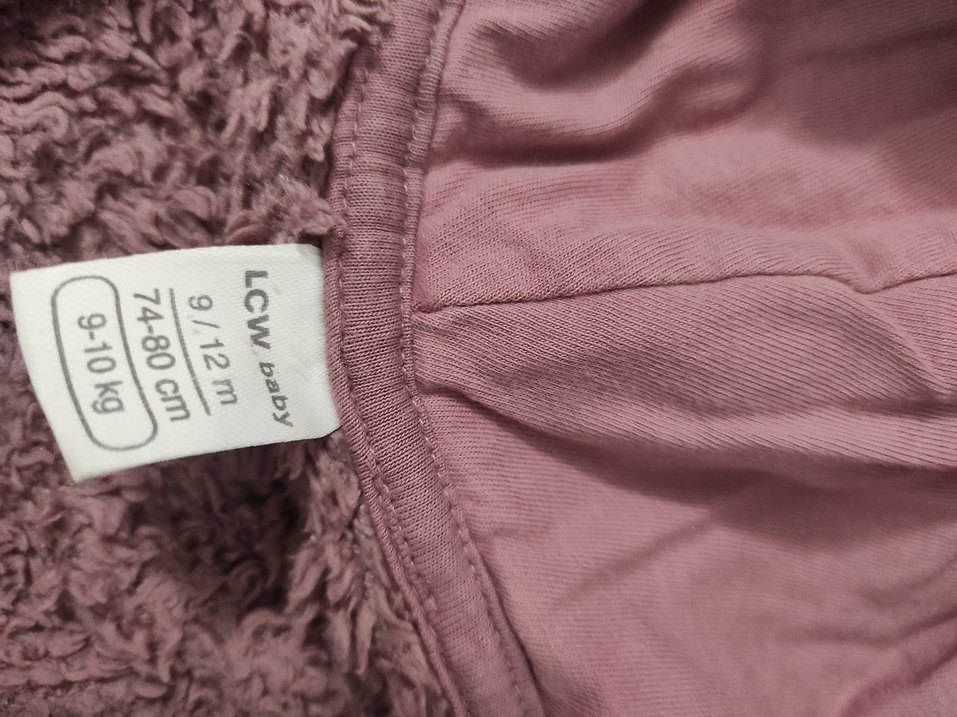 LCW baby
9 / 12 m
74-80 cm
9-10 kg